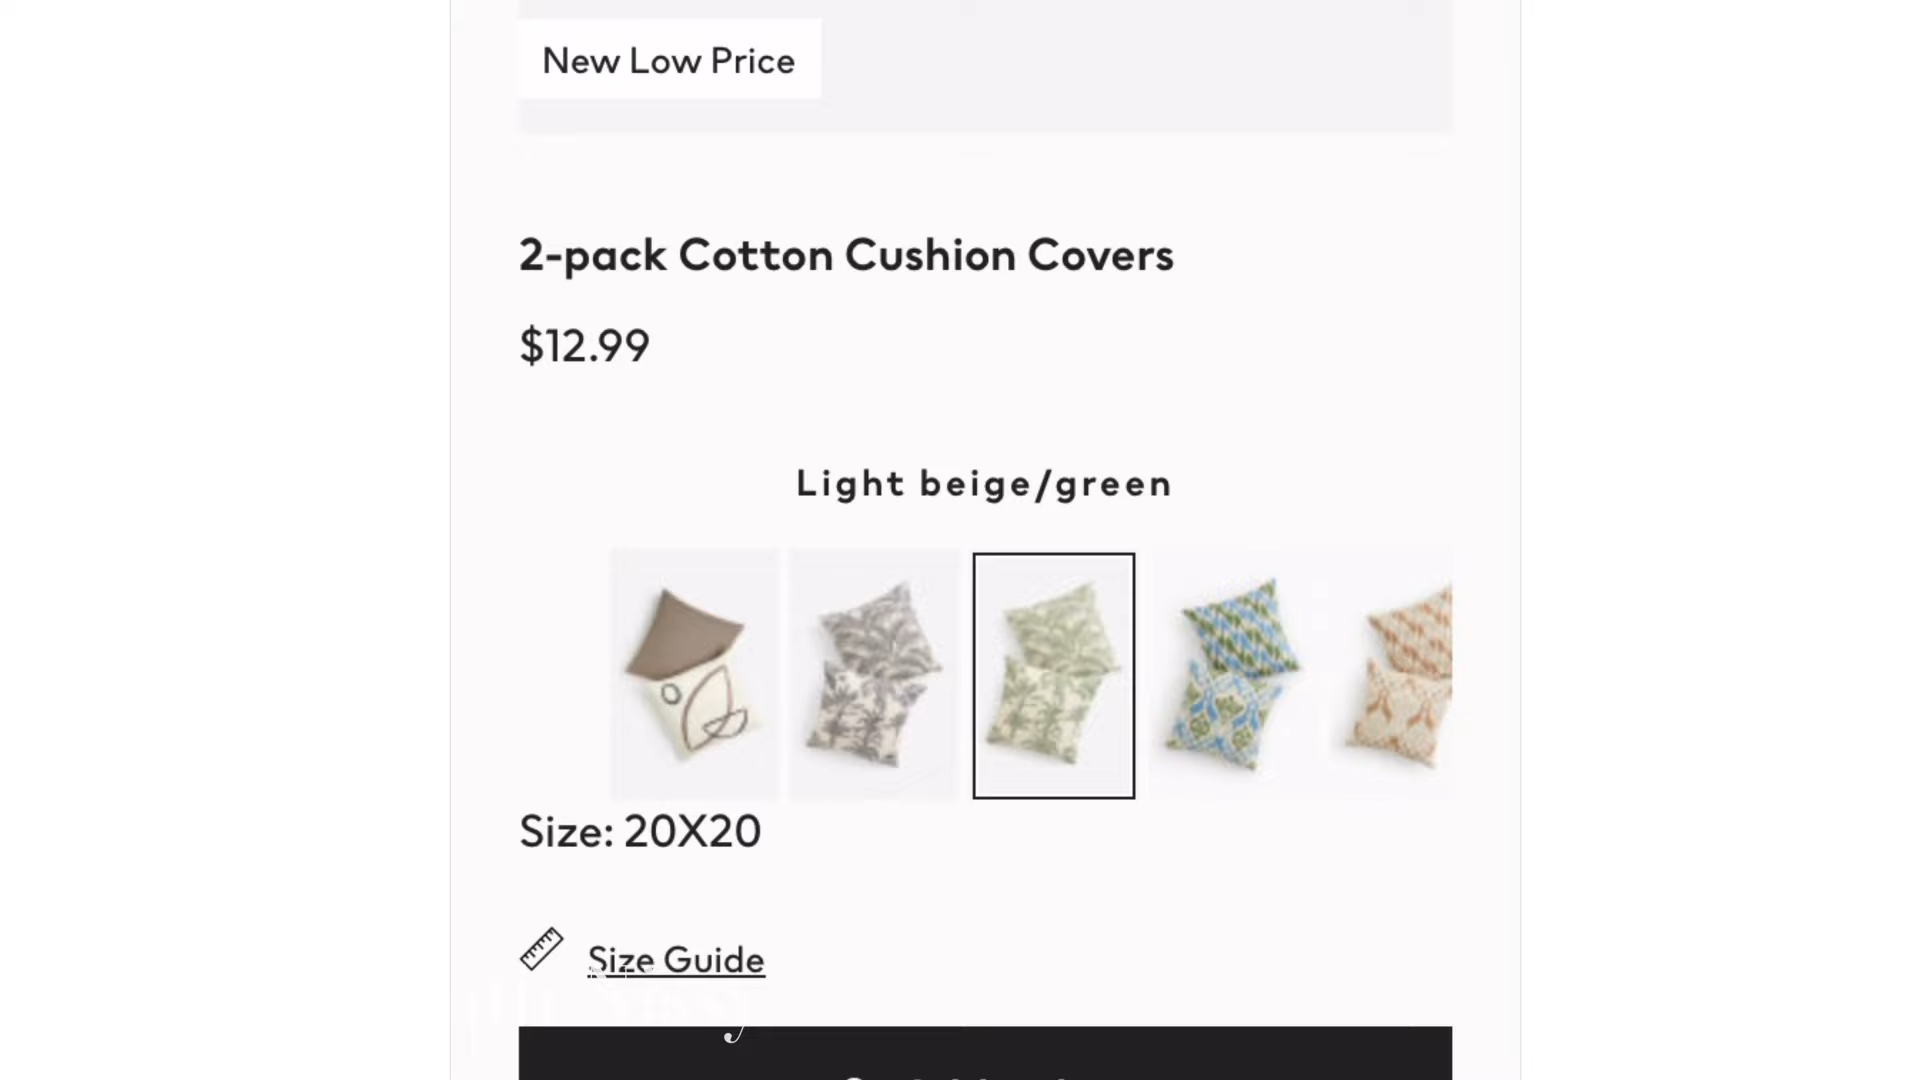 New Low Price
2-pack Cotton Cushion Covers
$12.99
Light beige/green
Size: 20X20
Size Guide